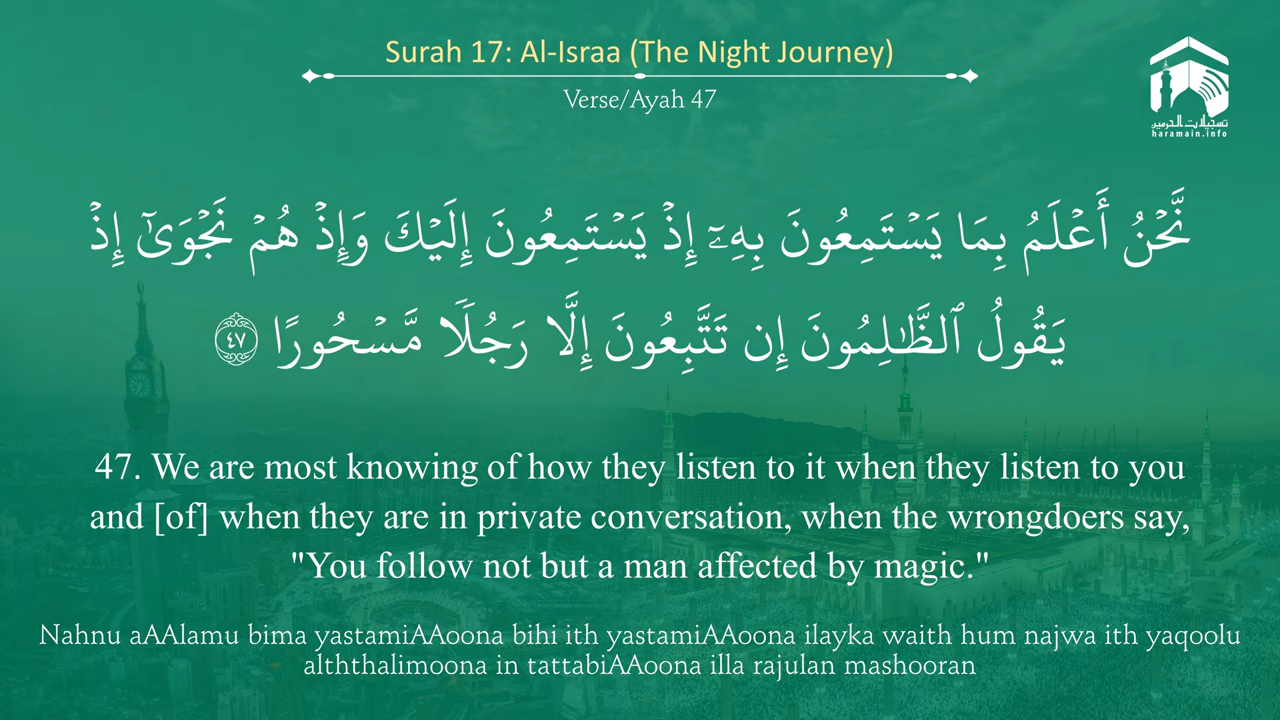 Surah 17: Al-Israa (The Night Journey)
Verse/Ayah 47
تسجيلات الحرمين
haramain.info
نَّحۡنُ أَعۡلَمُ بِمَا يَسۡتَمِعُونَ بِهِۦٓ إِذۡ يَسۡتَمِعُونَ إِلَيۡكَ وَإِذۡ هُمۡ نَجۡوَىٰٓ إِذۡ
يَقُولُ ٱلظَّٰلِمُونَ إِن تَتَّبِعُونَ إِلَّا رَجُلٗا مَّسۡحُورًا ٤٧
47. We are most knowing of how they listen to it when they listen to you
and [of] when they are in private conversation, when the wrongdoers say,
"You follow not but a man affected by magic."
Nahnu aAAlamu bima yastamiAAoona bihi ith yastamiAAoona ilayka waith hum najwa ith yaqoolu
alththalimoona in tattabiAAoona illa rajulan mashooran